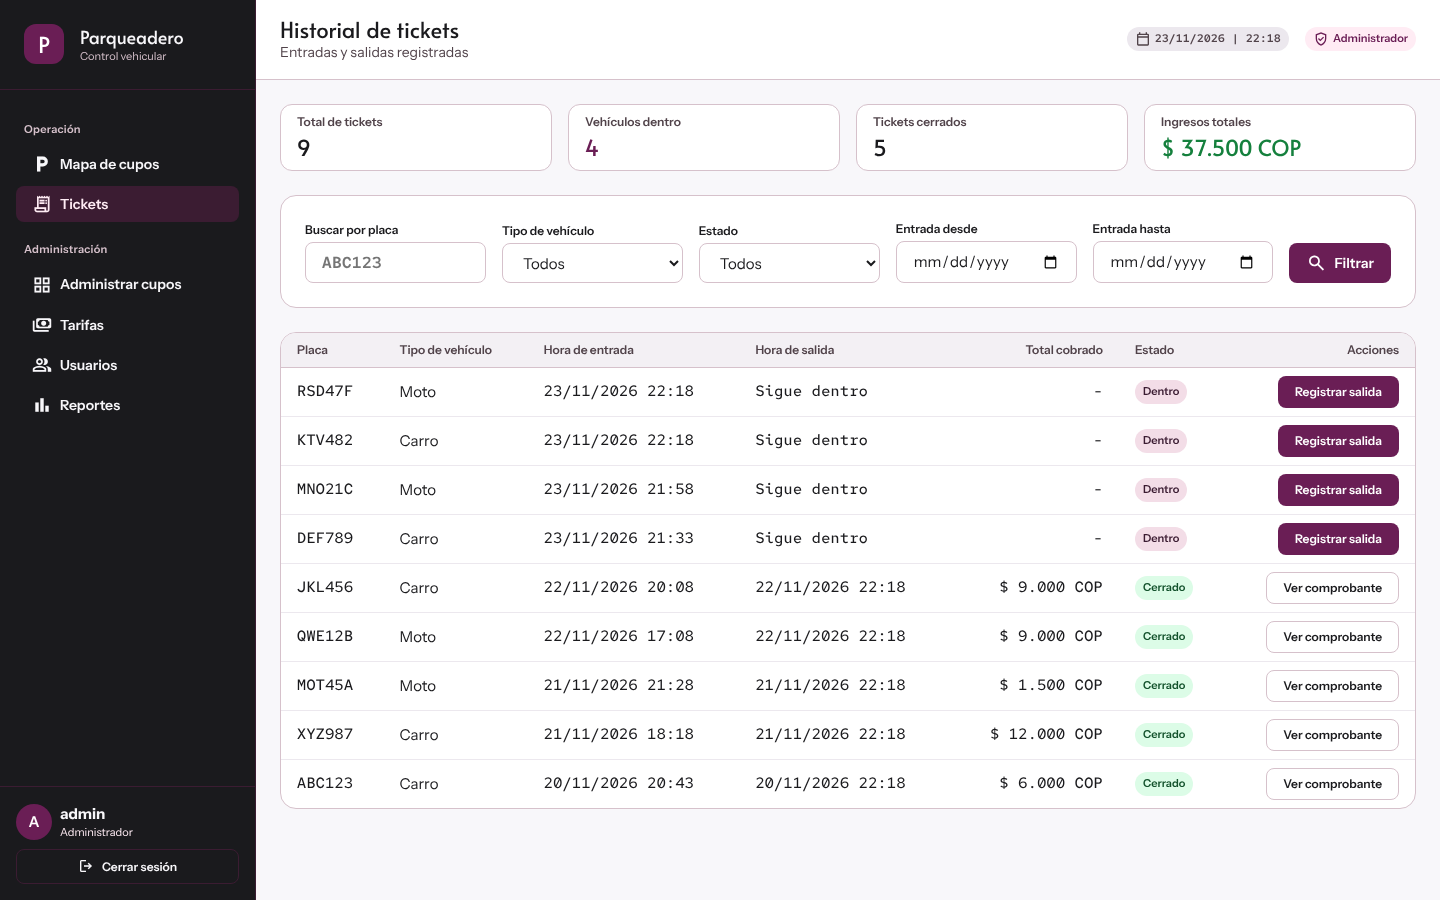 P
Parqueadero
Control vehicular
Operación
Mapa de cupos
Tickets
Administración
Administrar cupos
Tarifas
Usuarios
Reportes
A
admin
Administrador
Cerrar sesión
Historial de tickets
Entradas y salidas registradas
23/11/2026 | 22:18
Administrador
Total de tickets
9
Vehículos dentro
4
Tickets cerrados
5
Ingresos totales
$ 37.500 COP
Buscar por placa
ABC123
Tipo de vehículo
Todos
Estado
Todos
Entrada desde
mm/dd/yyyy
Entrada hasta
mm/dd/yyyy
Filtrar
Placa Tipo de vehículo Hora de entrada Hora de salida Total cobrado Estado Acciones
RSD47F Moto 23/11/2026 22:18 Sigue dentro - Dentro Registrar salida
KTV482 Carro 23/11/2026 22:18 Sigue dentro - Dentro Registrar salida
MNO21C Moto 23/11/2026 21:58 Sigue dentro - Dentro Registrar salida
DEF789 Carro 23/11/2026 21:33 Sigue dentro - Dentro Registrar salida
JKL456 Carro 22/11/2026 20:08 22/11/2026 22:18 $ 9.000 COP Cerrado Ver comprobante
QWE12B Moto 22/11/2026 17:08 22/11/2026 22:18 $ 9.000 COP Cerrado Ver comprobante
MOT45A Moto 21/11/2026 21:28 21/11/2026 22:18 $ 1.500 COP Cerrado Ver comprobante
XYZ987 Carro 21/11/2026 18:18 21/11/2026 22:18 $ 12.000 COP Cerrado Ver comprobante
ABC123 Carro 20/11/2026 20:43 20/11/2026 22:18 $ 6.000 COP Cerrado Ver comprobante